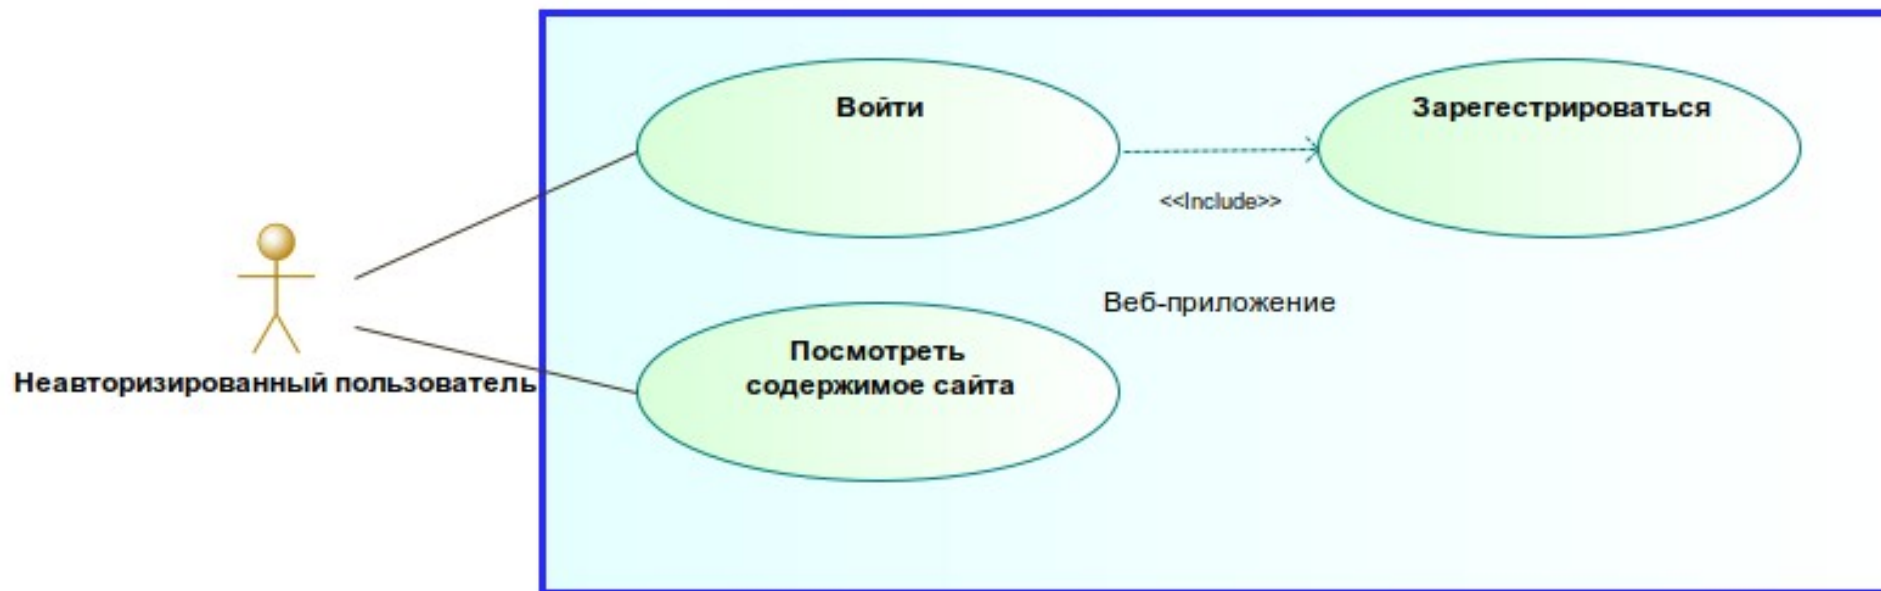 Войти
Зарегестрироваться
<<Include>>
Веб-приложение
Посмотреть
содержимое сайта
Неавторизированный пользователь